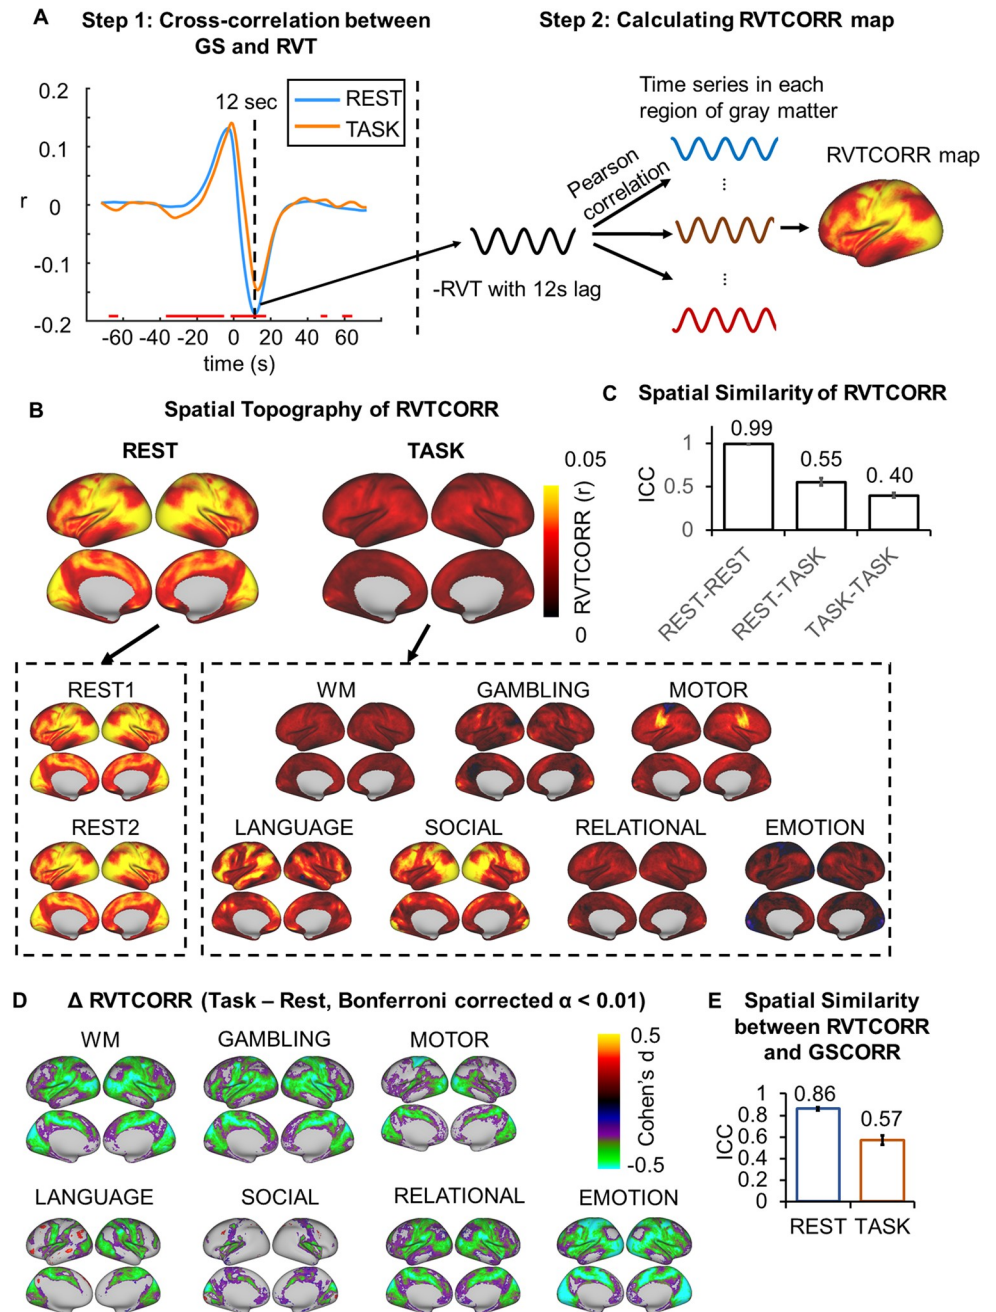 A
Step 1: Cross-correlation between
GS and RVT
Step 2: Calculating RVTCORR map
0.2
0.1
0
-0.1
-0.2
r
12 sec
REST
TASK
-60 -40 -20 0 20 40 60
time (s)
-RVT with 12s lag
Pearson
correlation
Time series in each
region of gray matter
...
...
RVTCORR map
B
Spatial Topography of RVTCORR
REST
TASK
0.05
RVTCORR (r)
0
C
Spatial Similarity of RVTCORR
ICC
1
0.5
0
0.99
0.55
0. 40
REST-REST
REST-TASK
TASK-TASK
REST1
REST2
WM
GAMBLING
MOTOR
LANGUAGE
SOCIAL
RELATIONAL
EMOTION
D
Δ RVTCORR (Task – Rest, Bonferroni corrected α < 0.01)
WM
GAMBLING
MOTOR
0.5
Cohen's d
-0.5
LANGUAGE
SOCIAL
RELATIONAL
EMOTION
E
Spatial Similarity
between RVTCORR
and GSCORR
ICC
1
0.8
0.6
0.4
0.2
0
0.86
0.57
REST TASK